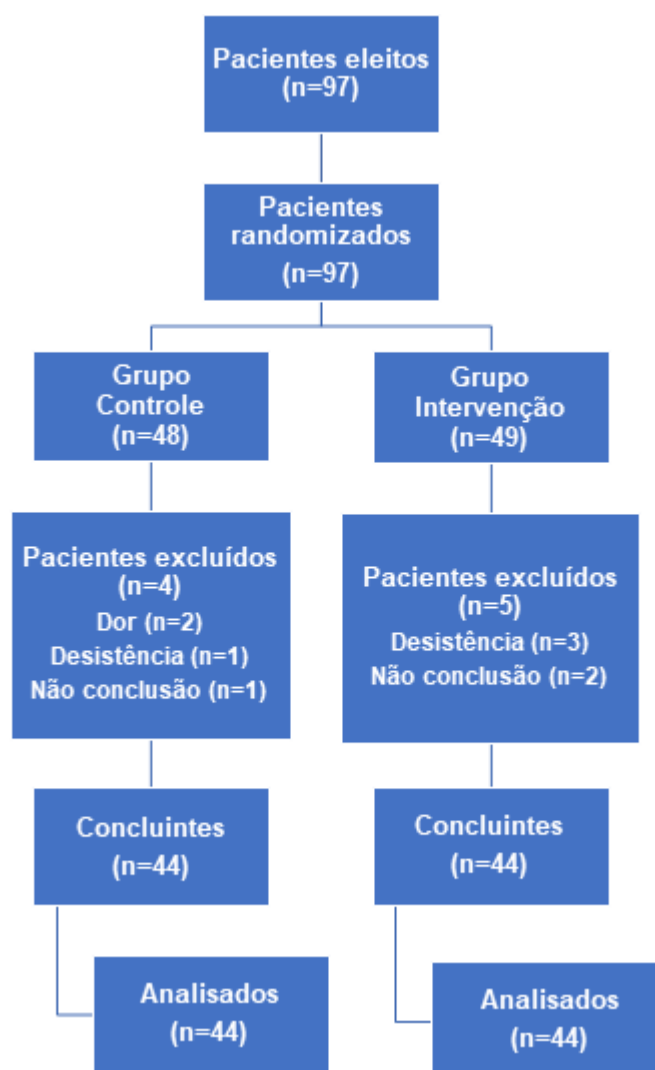 Pacientes eleitos
(n=97)
Pacientes
randomizados
(n=97)
Grupo
Controle
(n=48)
Grupo
Intervenção
(n=49)
Pacientes excluídos
(n=4)
Dor (n=2)
Desistência (n=1)
Não conclusão (n=1)
Pacientes excluídos
(n=5)
Desistência (n=3)
Não conclusão (n=2)
Concluintes
(n=44)
Concluintes
(n=44)
Analisados
(n=44)
Analisados
(n=44)